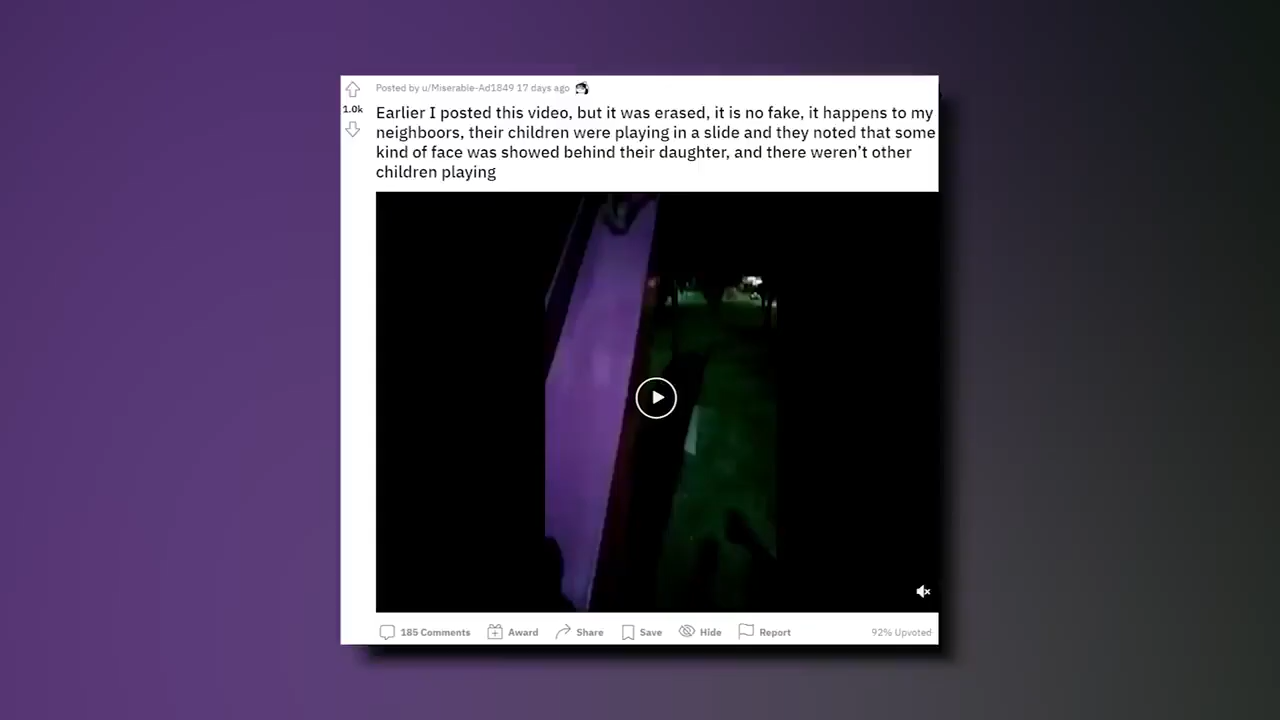 Posted by u/Miserable-Ad1849 17 days ago
1.0k
Earlier I posted this video, but it was erased, it is no fake, it happens to my
neighboors, their children were playing in a slide and they noted that some
kind of face was showed behind their daughter, and there weren't other
children playing
185 Comments Award Share Save Hide Report 92% Upvoted